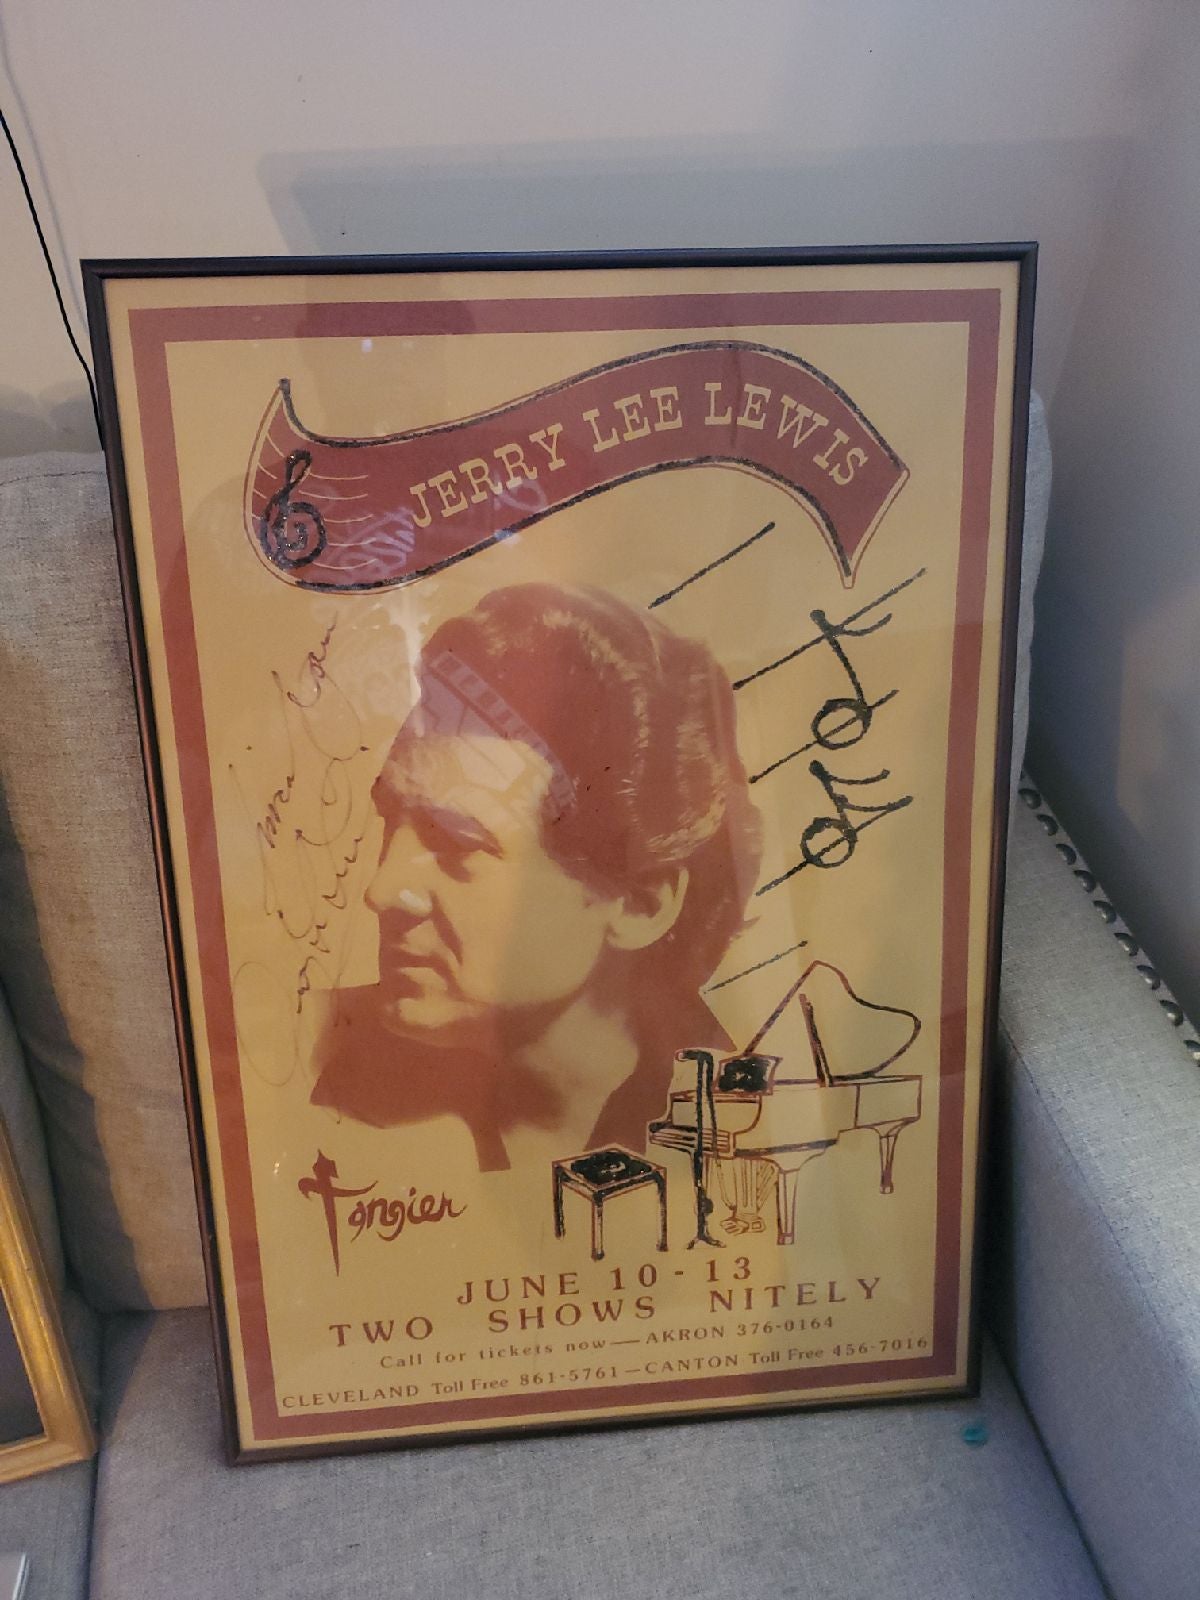 JERRY LEE LEWIS
Tangier
JUNE 10 - 13
TWO SHOWS NITELY
Call for tickets now — AKRON 376-0164
CLEVELAND Toll Free 861-5761 — CANTON Toll Free 456-7016